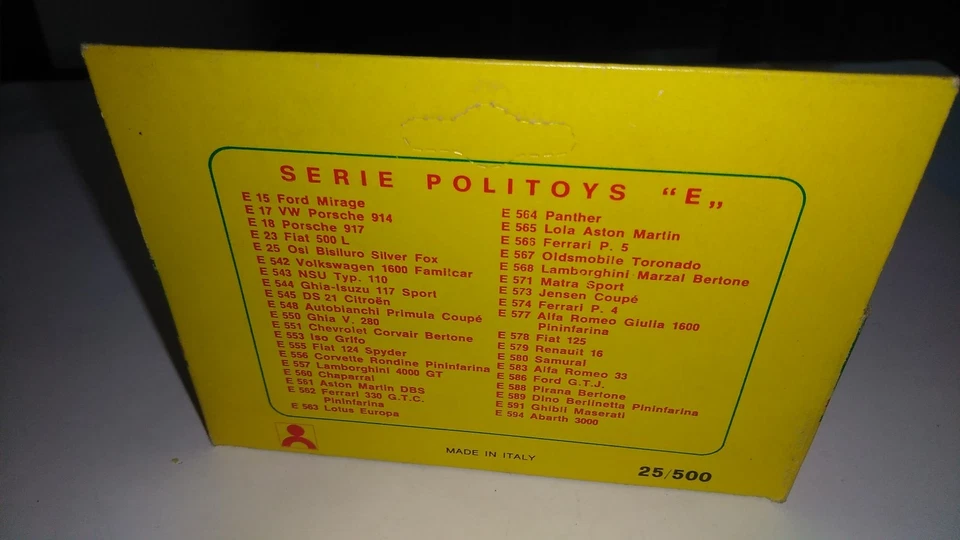 SERIE POLITOYS “E„
E 15 Ford Mirage
E 17 VW Porsche 914
E 18 Porsche 917
E 23 Fiat 500 L
E 25 Osi Bisiluro Silver Fox
E 542 Volkswagen 1600 Familcar
E 543 NSU Typ. 110
E 544 Ghia-Isuzu 117 Sport
E 545 DS 21 Citroën
E 548 Autobianchi Primula Coupé
E 550 Ghia V. 280
E 551 Chevrolet Corvair Bertone
E 553 Iso Grifo
E 555 Fiat 124 Spyder
E 556 Corvette Rondine Pininfarina
E 557 Lamborghini 4000 GT
E 560 Chaparral
E 561 Aston Martin DBS
E 562 Ferrari 330 G.T.C.
Pininfarina
E 563 Lotus Europa
E 564 Panther
E 565 Lola Aston Martin
E 566 Ferrari P. 5
E 567 Oldsmobile Toronado
E 568 Lamborghini Marzal Bertone
E 571 Matra Sport
E 573 Jensen Coupé
E 574 Ferrari P. 4
E 577 Alfa Romeo Giulia 1600
Pininfarina
E 578 Fiat 125
E 579 Renault 16
E 580 Samurai
E 583 Alfa Romeo 33
E 586 Ford G.T.J.
E 588 Pirana Bertone
E 589 Dino Berlinetta Pininfarina
E 591 Ghibli Maserati
E 594 Abarth 3000
MADE IN ITALY
25/500